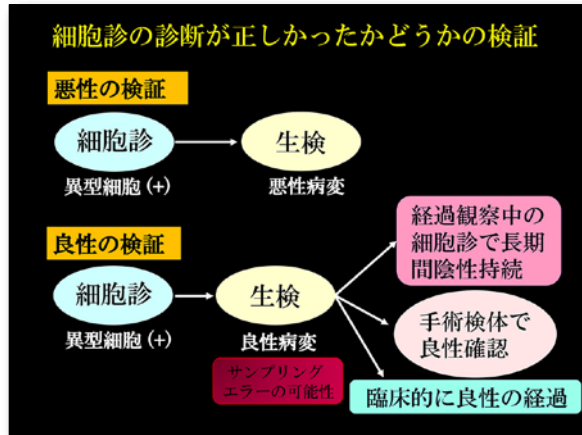 細胞診の診断が正しかったかどうかの検証
悪性の検証
細胞診
生検
異型細胞 (+)
悪性病変
良性の検証
細胞診
生検
異型細胞 (+)
良性病変
サンプリング
エラーの可能性
経過観察中の
細胞診で長期
間陰性持続
手術検体で
良性確認
臨床的に良性の経過